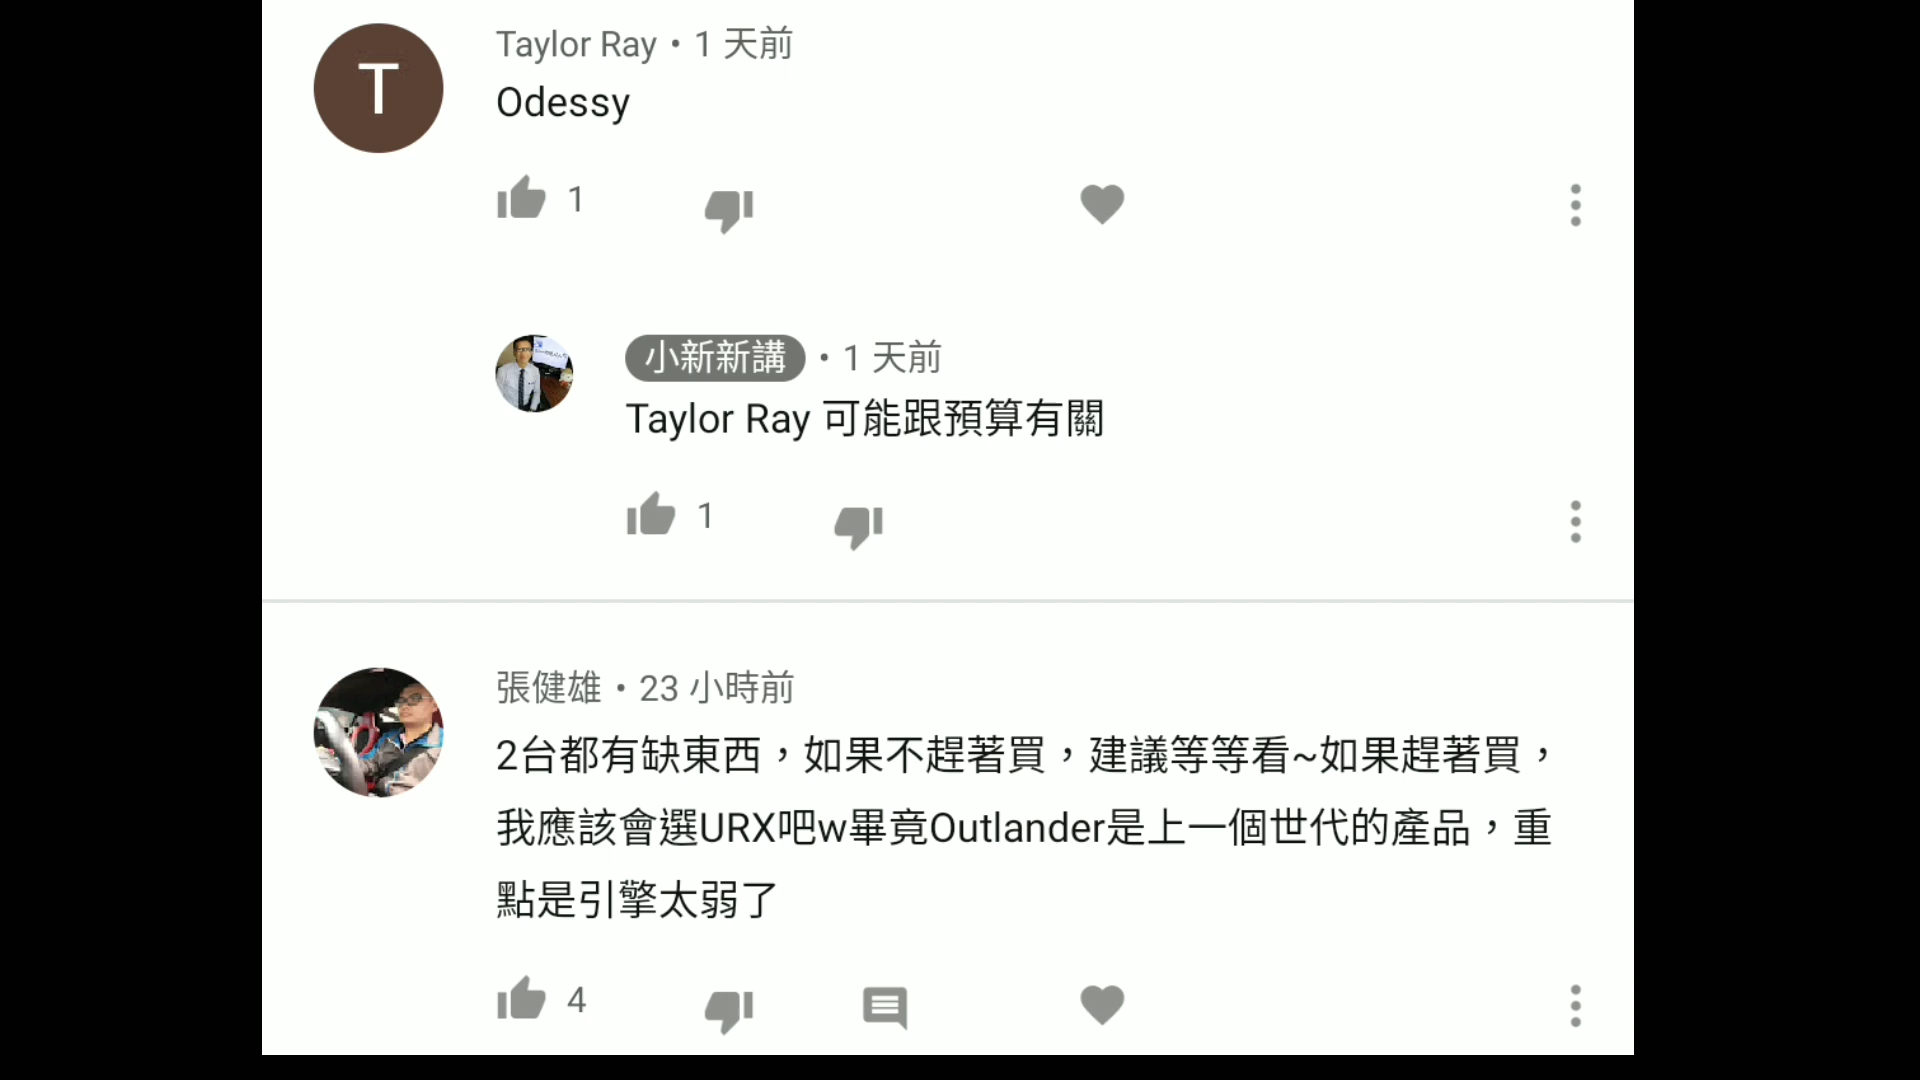 T
Taylor Ray • 1 天前
Odessy
1
小新新講 • 1 天前
Taylor Ray 可能跟預算有關
1
張健雄 • 23 小時前
2台都有缺東西，如果不趕著買，建議等等看~如果趕著買，
我應該會選URX吧w畢竟Outlander是上一個世代的產品，重
點是引擎太弱了
4